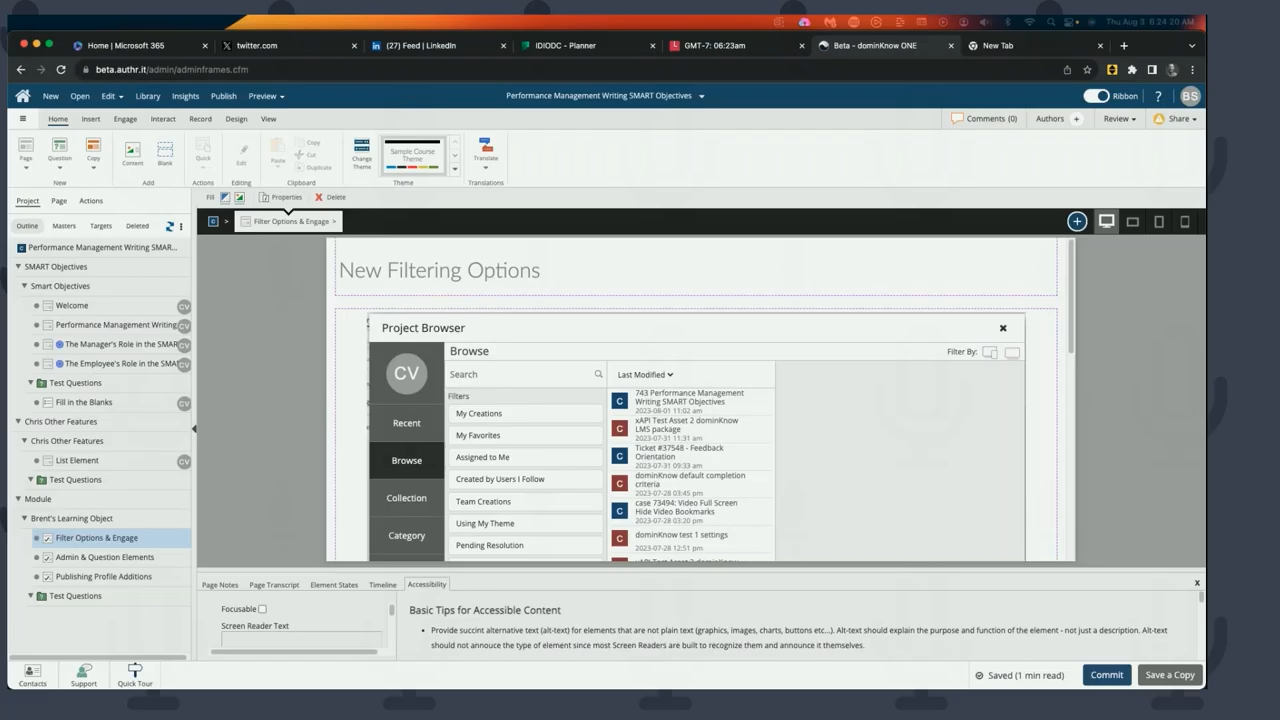 Thu Aug 3 6:24:20 AM
Home | Microsoft 365
twitter.com
(27) Feed | LinkedIn
IDIODC - Planner
GMT-7: 06:23am
Beta - dominKnow ONE
New Tab
beta.authr.it/admin/adminframes.cfm
New
Open
Edit
Library
Insights
Publish
Preview
Performance Management Writing SMART Objectives
Ribbon
?
BS
Home
Insert
Engage
Interact
Record
Design
View
Comments (0)
Authors
Review
Share
Page
Question
Copy
Content
Blank
Quick
Edit
Paste
Copy
Cut
Duplicate
Change Theme
Sample Course Theme
Translate
New
Add
Actions
Editing
Clipboard
Theme
Translations
Project
Page
Actions
Fill
Properties
Delete
Outline
Masters
Targets
Deleted
C >
Filter Options & Engage >
Performance Management Writing SMAR...
SMART Objectives
Smart Objectives
Welcome
CV
Performance Management Writing
CV
The Manager's Role in the SMAR
CV
The Employee's Role in the SMA
CV
Test Questions
Fill in the Blanks
CV
Chris Other Features
Chris Other Features
List Element
CV
Test Questions
Module
Brent's Learning Object
Filter Options & Engage
Admin & Question Elements
Publishing Profile Additions
Test Questions
New Filtering Options
Project Browser
CV
Recent
Browse
Collection
Category
Browse
Filter By:
Search
Last Modified
Filters
My Creations
My Favorites
Assigned to Me
Created by Users I Follow
Team Creations
Using My Theme
Pending Resolution
C
743 Performance Management
Writing SMART Objectives
2023-08-01 11:02 am
C
xAPI Test Asset 2 dominKnow
LMS package
2023-07-31 11:31 am
C
Ticket #37548 - Feedback
Orientation
2023-07-31 09:33 am
C
dominKnow default completion
criteria
2023-07-28 03:45 pm
C
case 73494: Video Full Screen
Hide Video Bookmarks
2023-07-28 03:20 pm
C
dominKnow test 1 settings
2023-07-28 12:51 pm
Page Notes
Page Transcript
Element States
Timeline
Accessibility
x
Focusable
Screen Reader Text
Basic Tips for Accessible Content
• Provide succint alternative text (alt-text) for elements that are not plain text (graphics, images, charts, buttons etc...). Alt-text should explain the purpose and function of the element - not just a description. Alt-text
should not annouce the type of element since most Screen Readers are built to recognize them and announce it themselves.
Contacts
Support
Quick Tour
Saved (1 min read)
Commit
Save a Copy